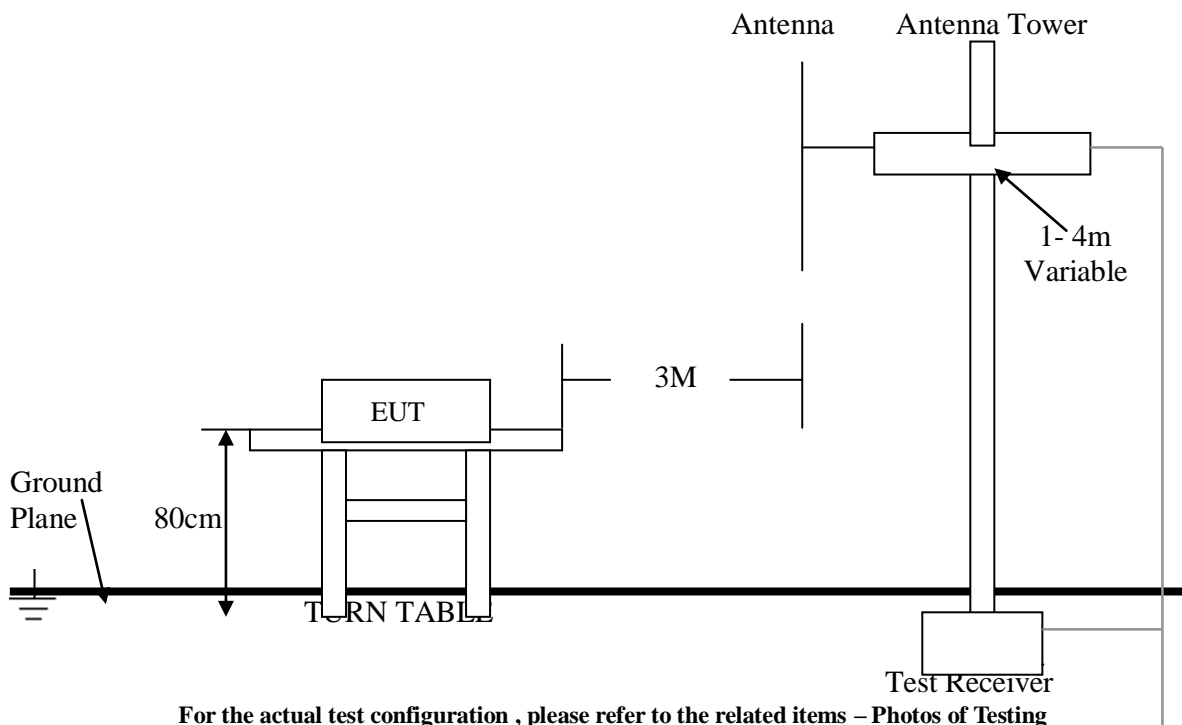 Antenna
Antenna Tower
1- 4m
Variable
3M
EUT
Ground
Plane
80cm
TURN TABLE
Test Receiver
For the actual test configuration , please refer to the related items – Photos of Testing